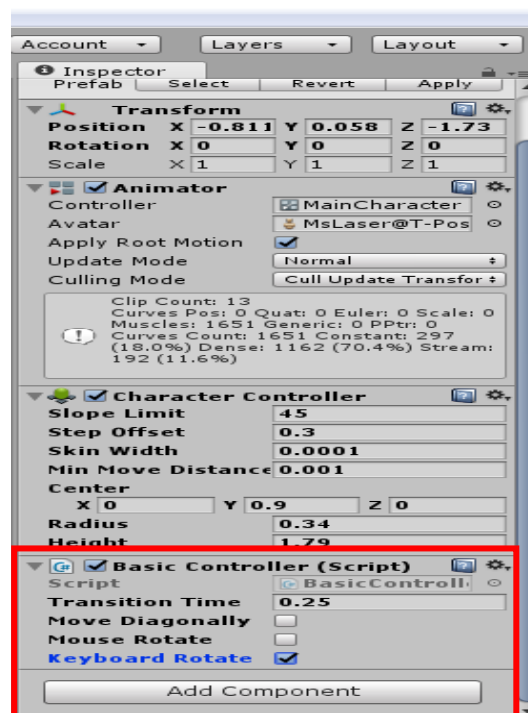 Account Layers Layout
Inspector
Prefab Select Revert Apply
Transform
Position X -0.811 Y 0.058 Z -1.73
Rotation X 0 Y 0 Z 0
Scale X 1 Y 1 Z 1
Animator
Controller MainCharacter
Avatar MsLaser@T-Pos
Apply Root Motion
Update Mode Normal
Culling Mode Cull Update Transfor
Clip Count: 13
Curves Pos: 0 Quat: 0 Euler: 0 Scale: 0
Muscles: 1651 Generic: 0 PPtr: 0
Curves Count: 1651 Constant: 297
(18.0%) Dense: 1162 (70.4%) Stream:
192 (11.6%)
Character Controller
Slope Limit 45
Step Offset 0.3
Skin Width 0.0001
Min Move Distance 0.001
Center
X 0 Y 0.9 Z 0
Radius 0.34
Height 1.79
Basic Controller (Script)
Script BasicControll
Transition Time 0.25
Move Diagonally
Mouse Rotate
Keyboard Rotate
Add Component